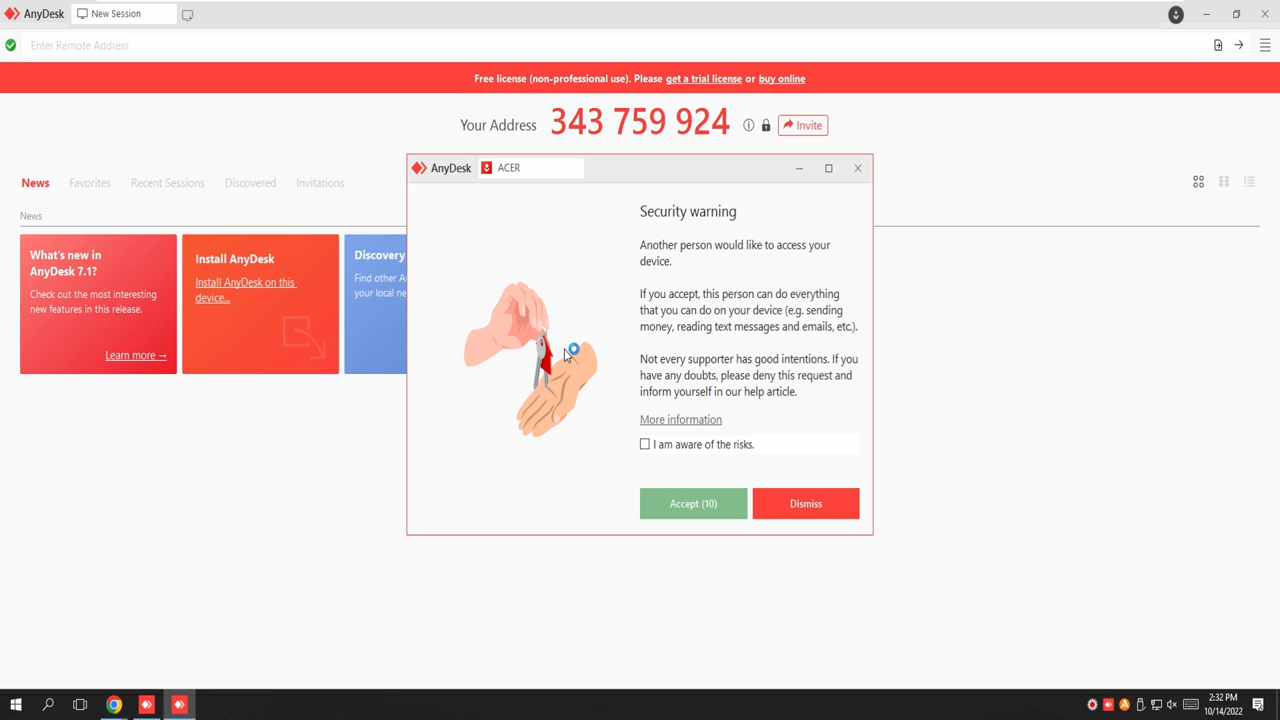 AnyDesk New Session
Enter Remote Address
Free license (non-professional use). Please get a trial license or buy online
Your Address 343 759 924 Invite
News Favorites Recent Sessions Discovered Invitations
News
What's new in
AnyDesk 7.1?
Check out the most interesting
new features in this release.
Learn more →
Install AnyDesk
Install AnyDesk on this
device...
Discovery
Find other A
your local ne
AnyDesk ACER
Security warning
Another person would like to access your
device.
If you accept, this person can do everything
that you can do on your device (e.g. sending
money, reading text messages and emails, etc.).
Not every supporter has good intentions. If you
have any doubts, please deny this request and
inform yourself in our help article.
More information
I am aware of the risks.
Accept (10) Dismiss
2:32 PM
10/14/2022